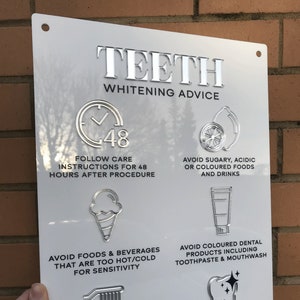 TEETH
WHITENING ADVICE
48
FOLLOW CARE
INSTRUCTIONS FOR 48
HOURS AFTER PROCEDURE
AVOID SUGARY, ACIDIC
OR COLOURED FOODS
AND DRINKS
AVOID FOODS & BEVERAGES
THAT ARE TOO HOT/COLD
FOR SENSITIVITY
AVOID COLOURED DENTAL
PRODUCTS INCLUDING
TOOTHPASTE & MOUTHWASH